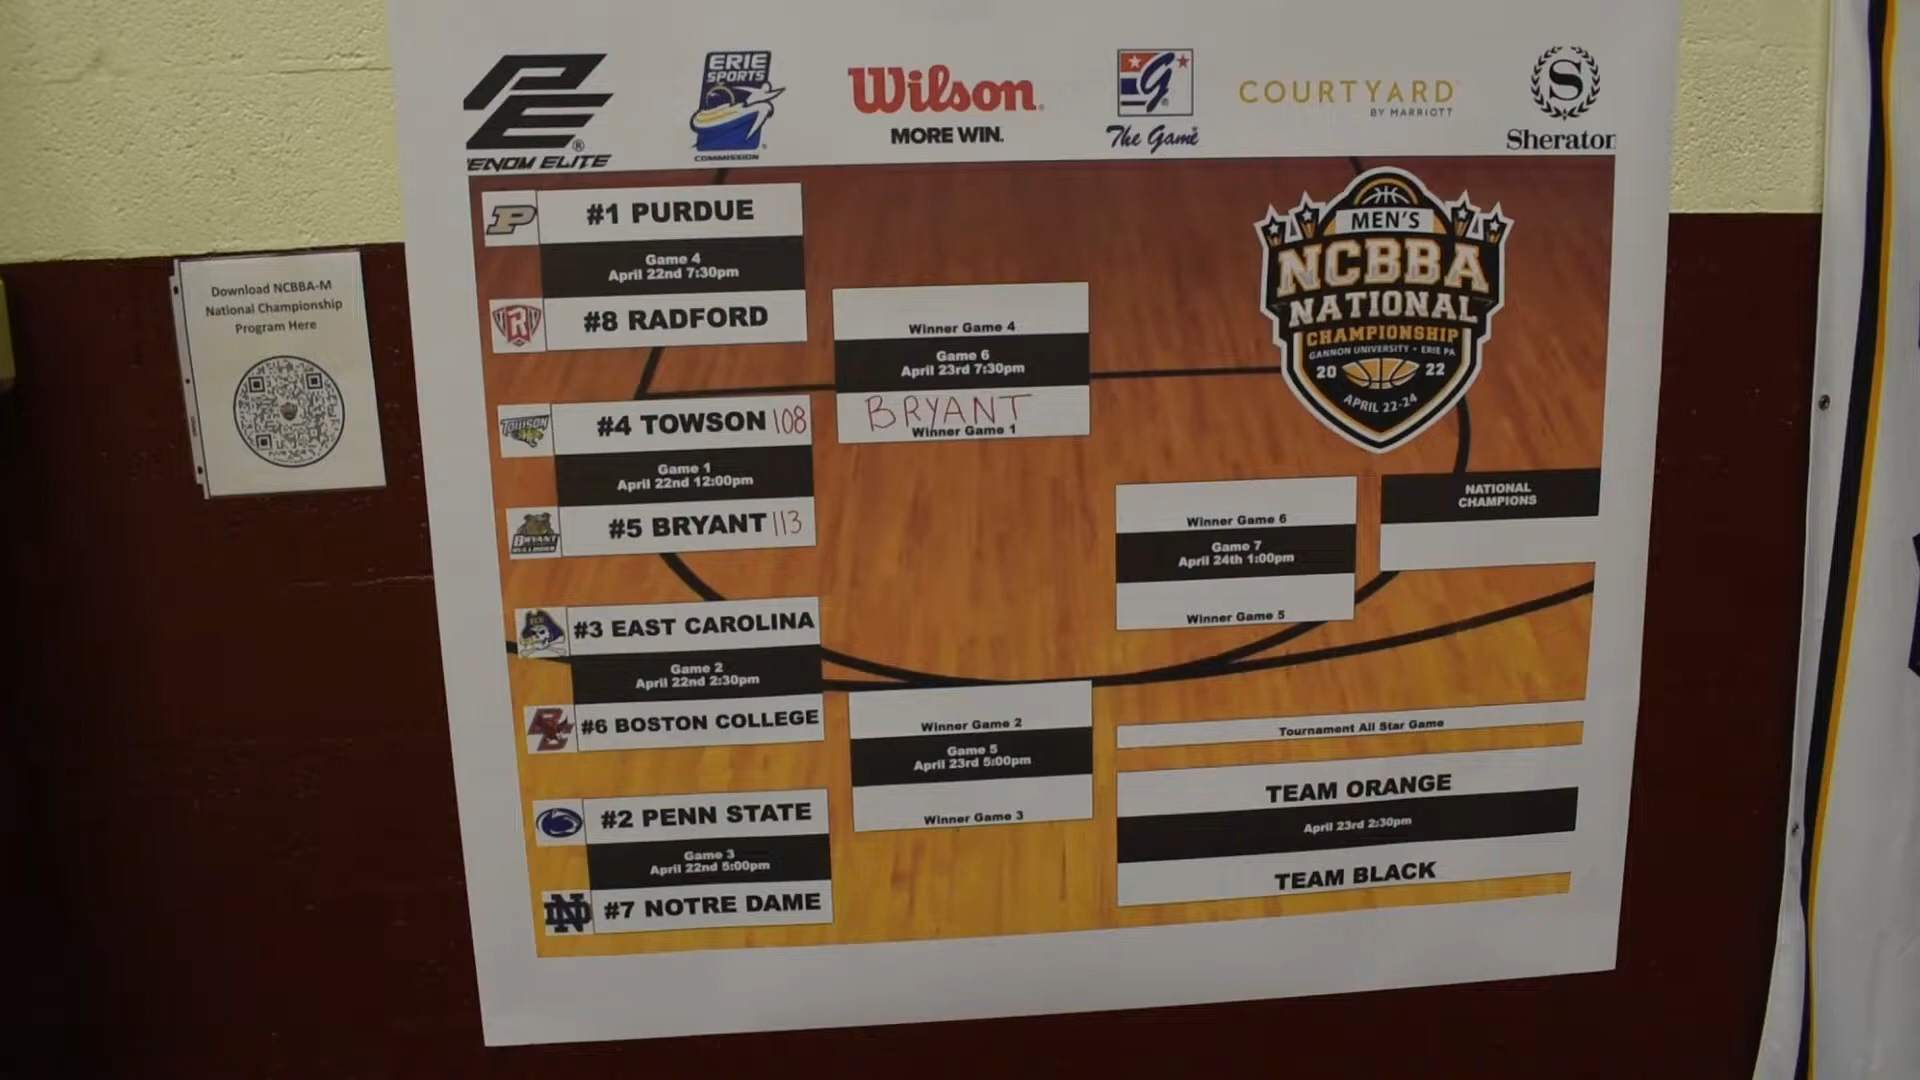 PE®
ENOM ELITE
ERIE
SPORTS
COMMISSION
Wilson
MORE WIN.
G
The Game
COURTYARD
BY MARRIOTT
S
Sheraton
Download NCBBA-M
National Championship
Program Here
P
#1 PURDUE
Game 4
April 22nd 7:30pm
R
#8 RADFORD
TOWSON
#4 TOWSON 108
Game 1
April 22nd 12:00pm
BRYANT
BULLDOGS
#5 BRYANT 113
#3 EAST CAROLINA
Game 2
April 22nd 2:30pm
BC
#6 BOSTON COLLEGE
#2 PENN STATE
Game 3
April 22nd 5:00pm
ND
#7 NOTRE DAME
Winner Game 4
Game 6
April 23rd 7:30pm
BRYANT
Winner Game 1
Winner Game 2
Game 5
April 23rd 5:00pm
Winner Game 3
MEN'S
NCBBA
NATIONAL
CHAMPIONSHIP
GANNON UNIVERSITY · ERIE PA
20 22
APRIL 22-24
Winner Game 6
Game 7
April 24th 1:00pm
Winner Game 5
NATIONAL
CHAMPIONS
Tournament All Star Game
TEAM ORANGE
April 23rd 2:30pm
TEAM BLACK